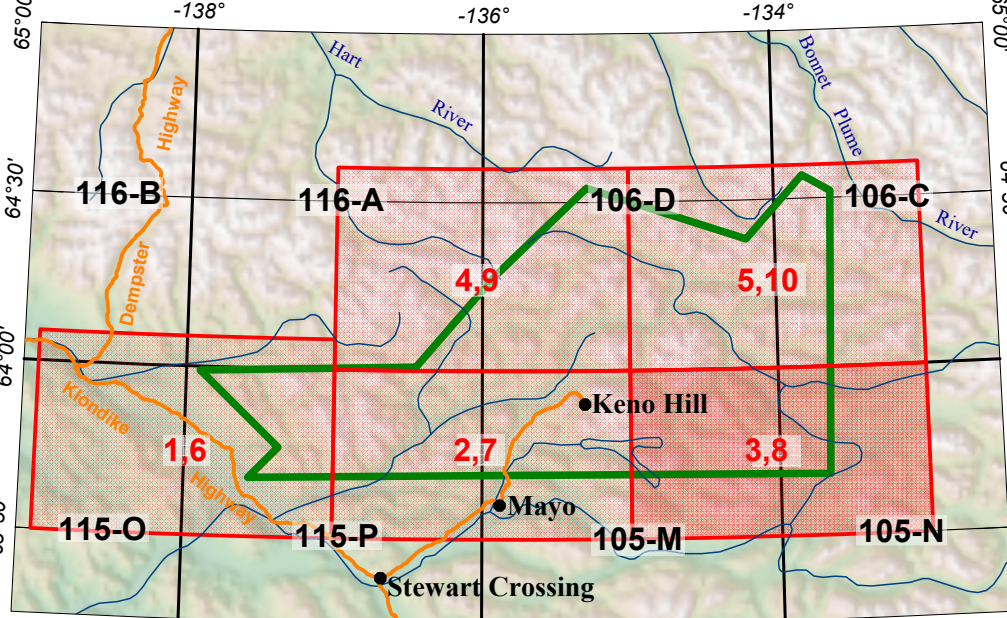 -138°
-136°
-134°
65°00'
65°00'
Hart
River
Bonnet
Plume
River
Highway
Dempster
64°30'
116-B
116-A
106-D
106-C
4,9
5,10
64°00'
Klondike
Highway
Keno Hill
1,6
2,7
3,8
Mayo
115-O
115-P
105-M
105-N
Stewart Crossing